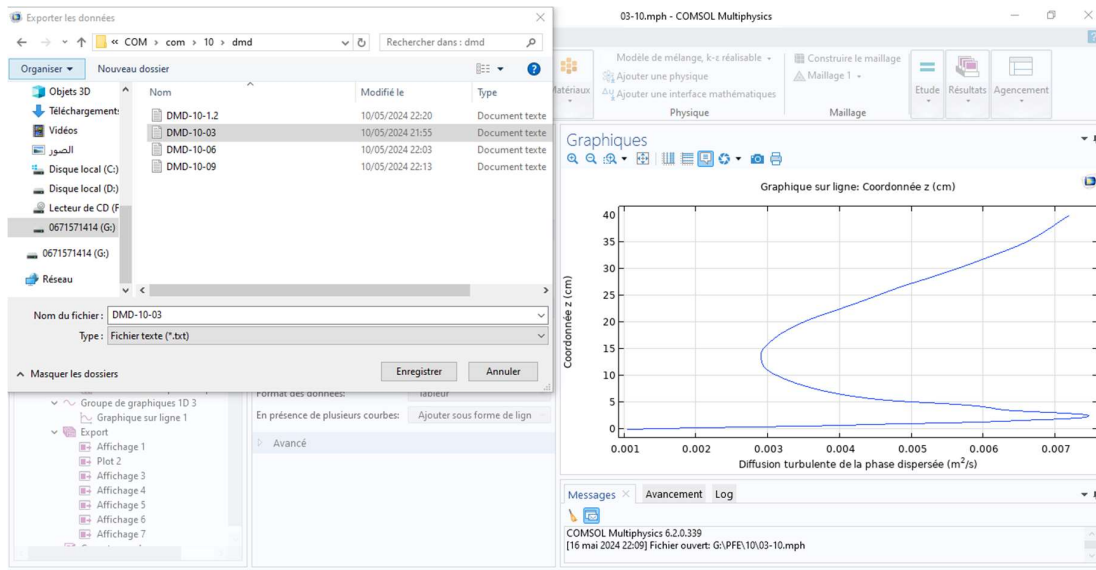 Exporter les données
« COM › com › 10 › dmd
Rechercher dans : dmd
Organiser
Nouveau dossier
Objets 3D
Téléchargements
Vidéos
الصور
Disque local (C:)
Disque local (D:)
Lecteur de CD (F
0671571414 (G:)
0671571414 (G:)
Réseau
Nom Modifié le Type
DMD-10-1.2 10/05/2024 22:20 Document texte
DMD-10-03 10/05/2024 21:55 Document texte
DMD-10-06 10/05/2024 22:03 Document texte
DMD-10-09 10/05/2024 22:13 Document texte
Nom du fichier : DMD-10-03
Type : Fichier texte (*.txt)
Masquer les dossiers
Enregistrer Annuler
Format des données: Tableur
En présence de plusieurs courbes: Ajouter sous forme de lign
Avancé
Groupe de graphiques 1D 3
Graphique sur ligne 1
Export
Affichage 1
Plot 2
Affichage 3
Affichage 4
Affichage 5
Affichage 6
Affichage 7
03-10.mph - COMSOL Multiphysics
Matériaux
Modèle de mélange, k-ε réalisable
Ajouter une physique
Ajouter une interface mathématiques
Physique
Construire le maillage
Maillage 1
Maillage
Etude
Résultats
Agencement
Graphiques
Graphique sur ligne: Coordonnée z (cm)
Coordonnée z (cm)
40
35
30
25
20
15
10
5
0
0.001 0.002 0.003 0.004 0.005 0.006 0.007
Diffusion turbulente de la phase dispersée (m²/s)
Messages Avancement Log
COMSOL Multiphysics 6.2.0.339
[16 mai 2024 22:09] Fichier ouvert: G:\PFE\10\03-10.mph